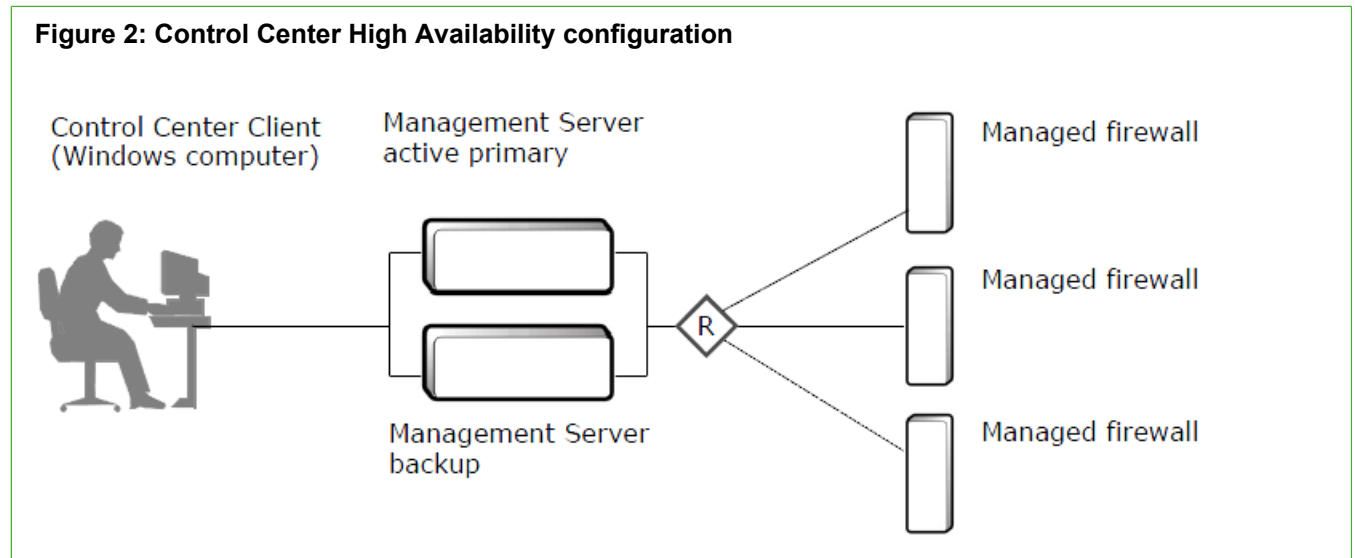 Figure 2: Control Center High Availability configuration
Control Center Client
(Windows computer)
Management Server
active primary
Managed firewall
Managed firewall
R
Management Server
backup
Managed firewall